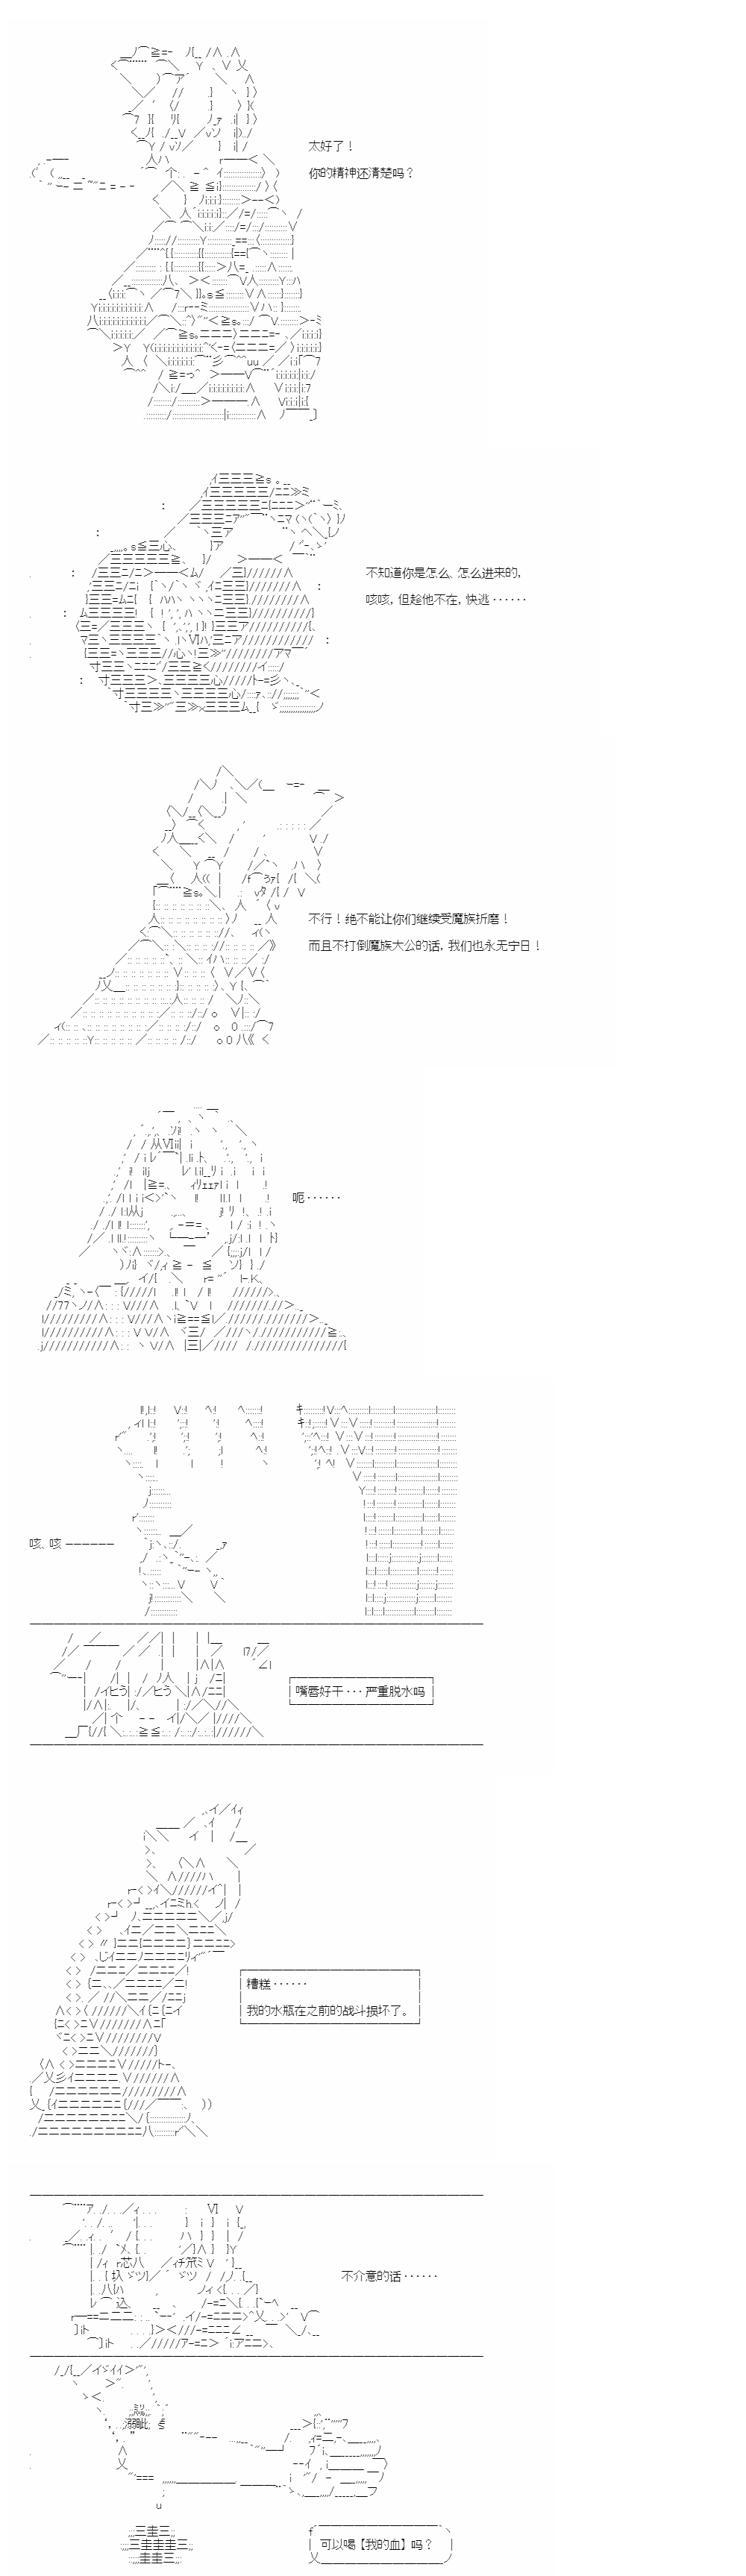 太好了！
你的精神还清楚吗？
不知道你是怎么、怎么进来的，
咳咳，但趁他不在，快逃······
不行！绝不能让你们继续受魔族折磨！
而且不打倒魔族大公的话，我们也永无宁日！
呃······
咳、咳 ──────
嘴唇好干···严重脱水吗
糟糕······
我的水瓶在之前的战斗损坏了。
不介意的话······
可以喝【我的血】吗？